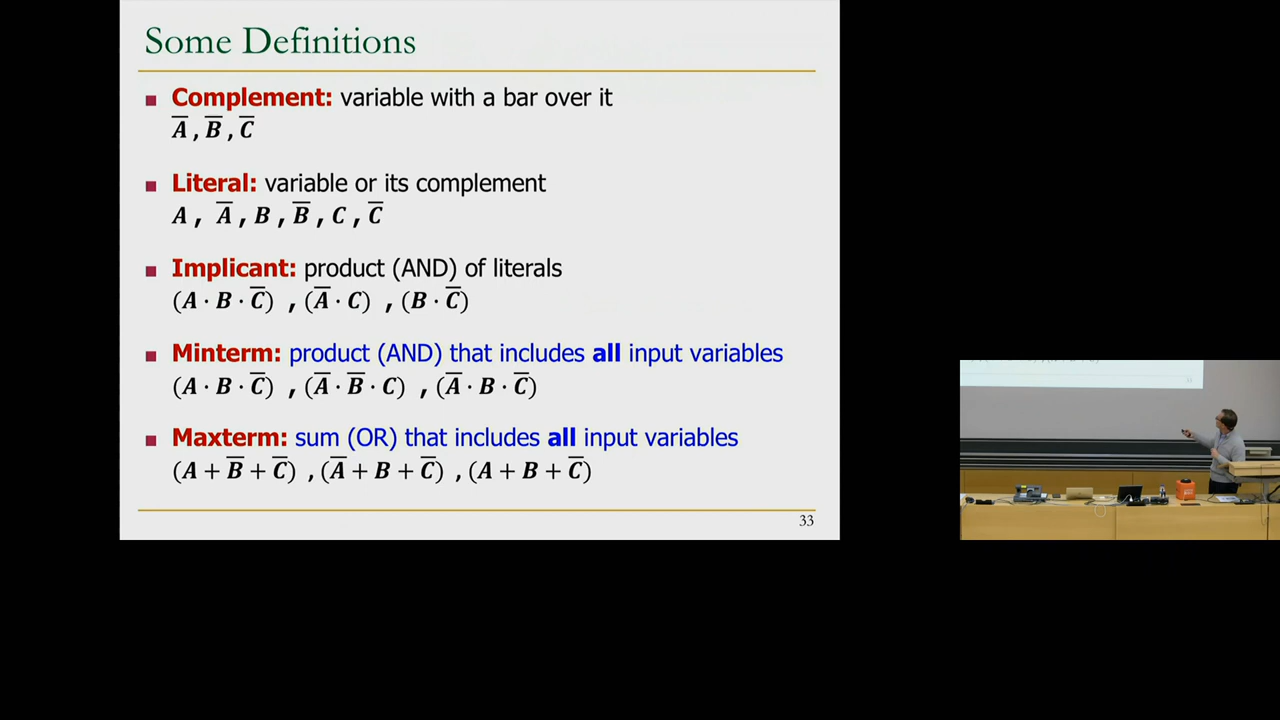 Some Definitions
■ Complement: variable with a bar over it
A̅ , B̅ , C̅
■ Literal: variable or its complement
A , A̅ , B , B̅ , C , C̅
■ Implicant: product (AND) of literals
(A · B · C̅) , (A̅ · C) , (B · C̅)
■ Minterm: product (AND) that includes all input variables
(A · B · C̅) , (A̅ · B̅ · C) , (A̅ · B · C̅)
■ Maxterm: sum (OR) that includes all input variables
(A + B̅ + C̅) , (A̅ + B + C̅) , (A + B + C̅)
33